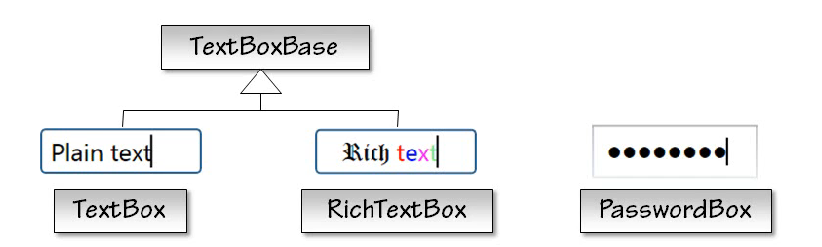 TextBoxBase
Plain text
Rich text
●●●●●●●●
TextBox
RichTextBox
PasswordBox